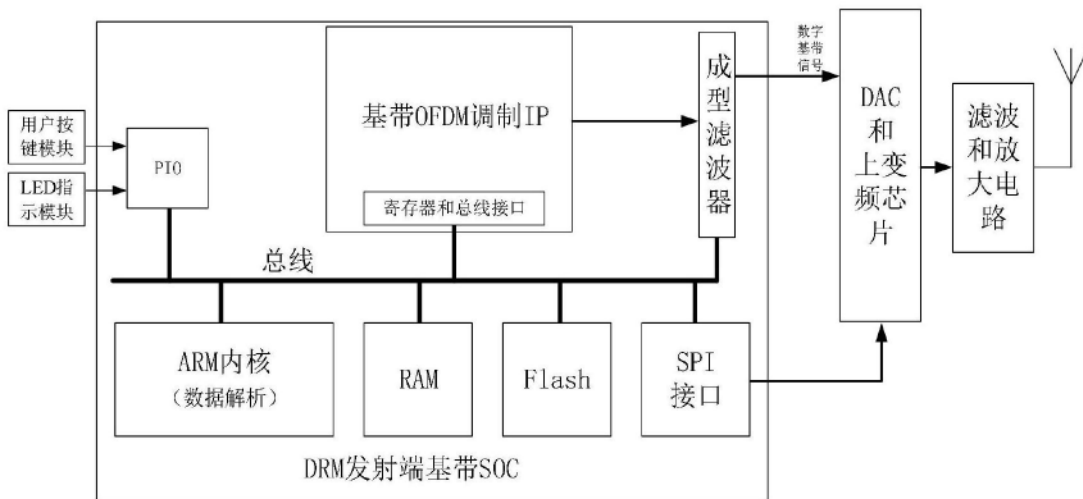 数字
基带
信号
基带OFDM调制IP
成
型
滤
波
器
DAC
和
上变
频芯
片
滤波
和放
大电
路
用户按
键模块
PIO
LED指
示模块
寄存器和总线接口
总线
ARM内核
(数据解析)
RAM
Flash
SPI
接口
DRM发射端基带SOC